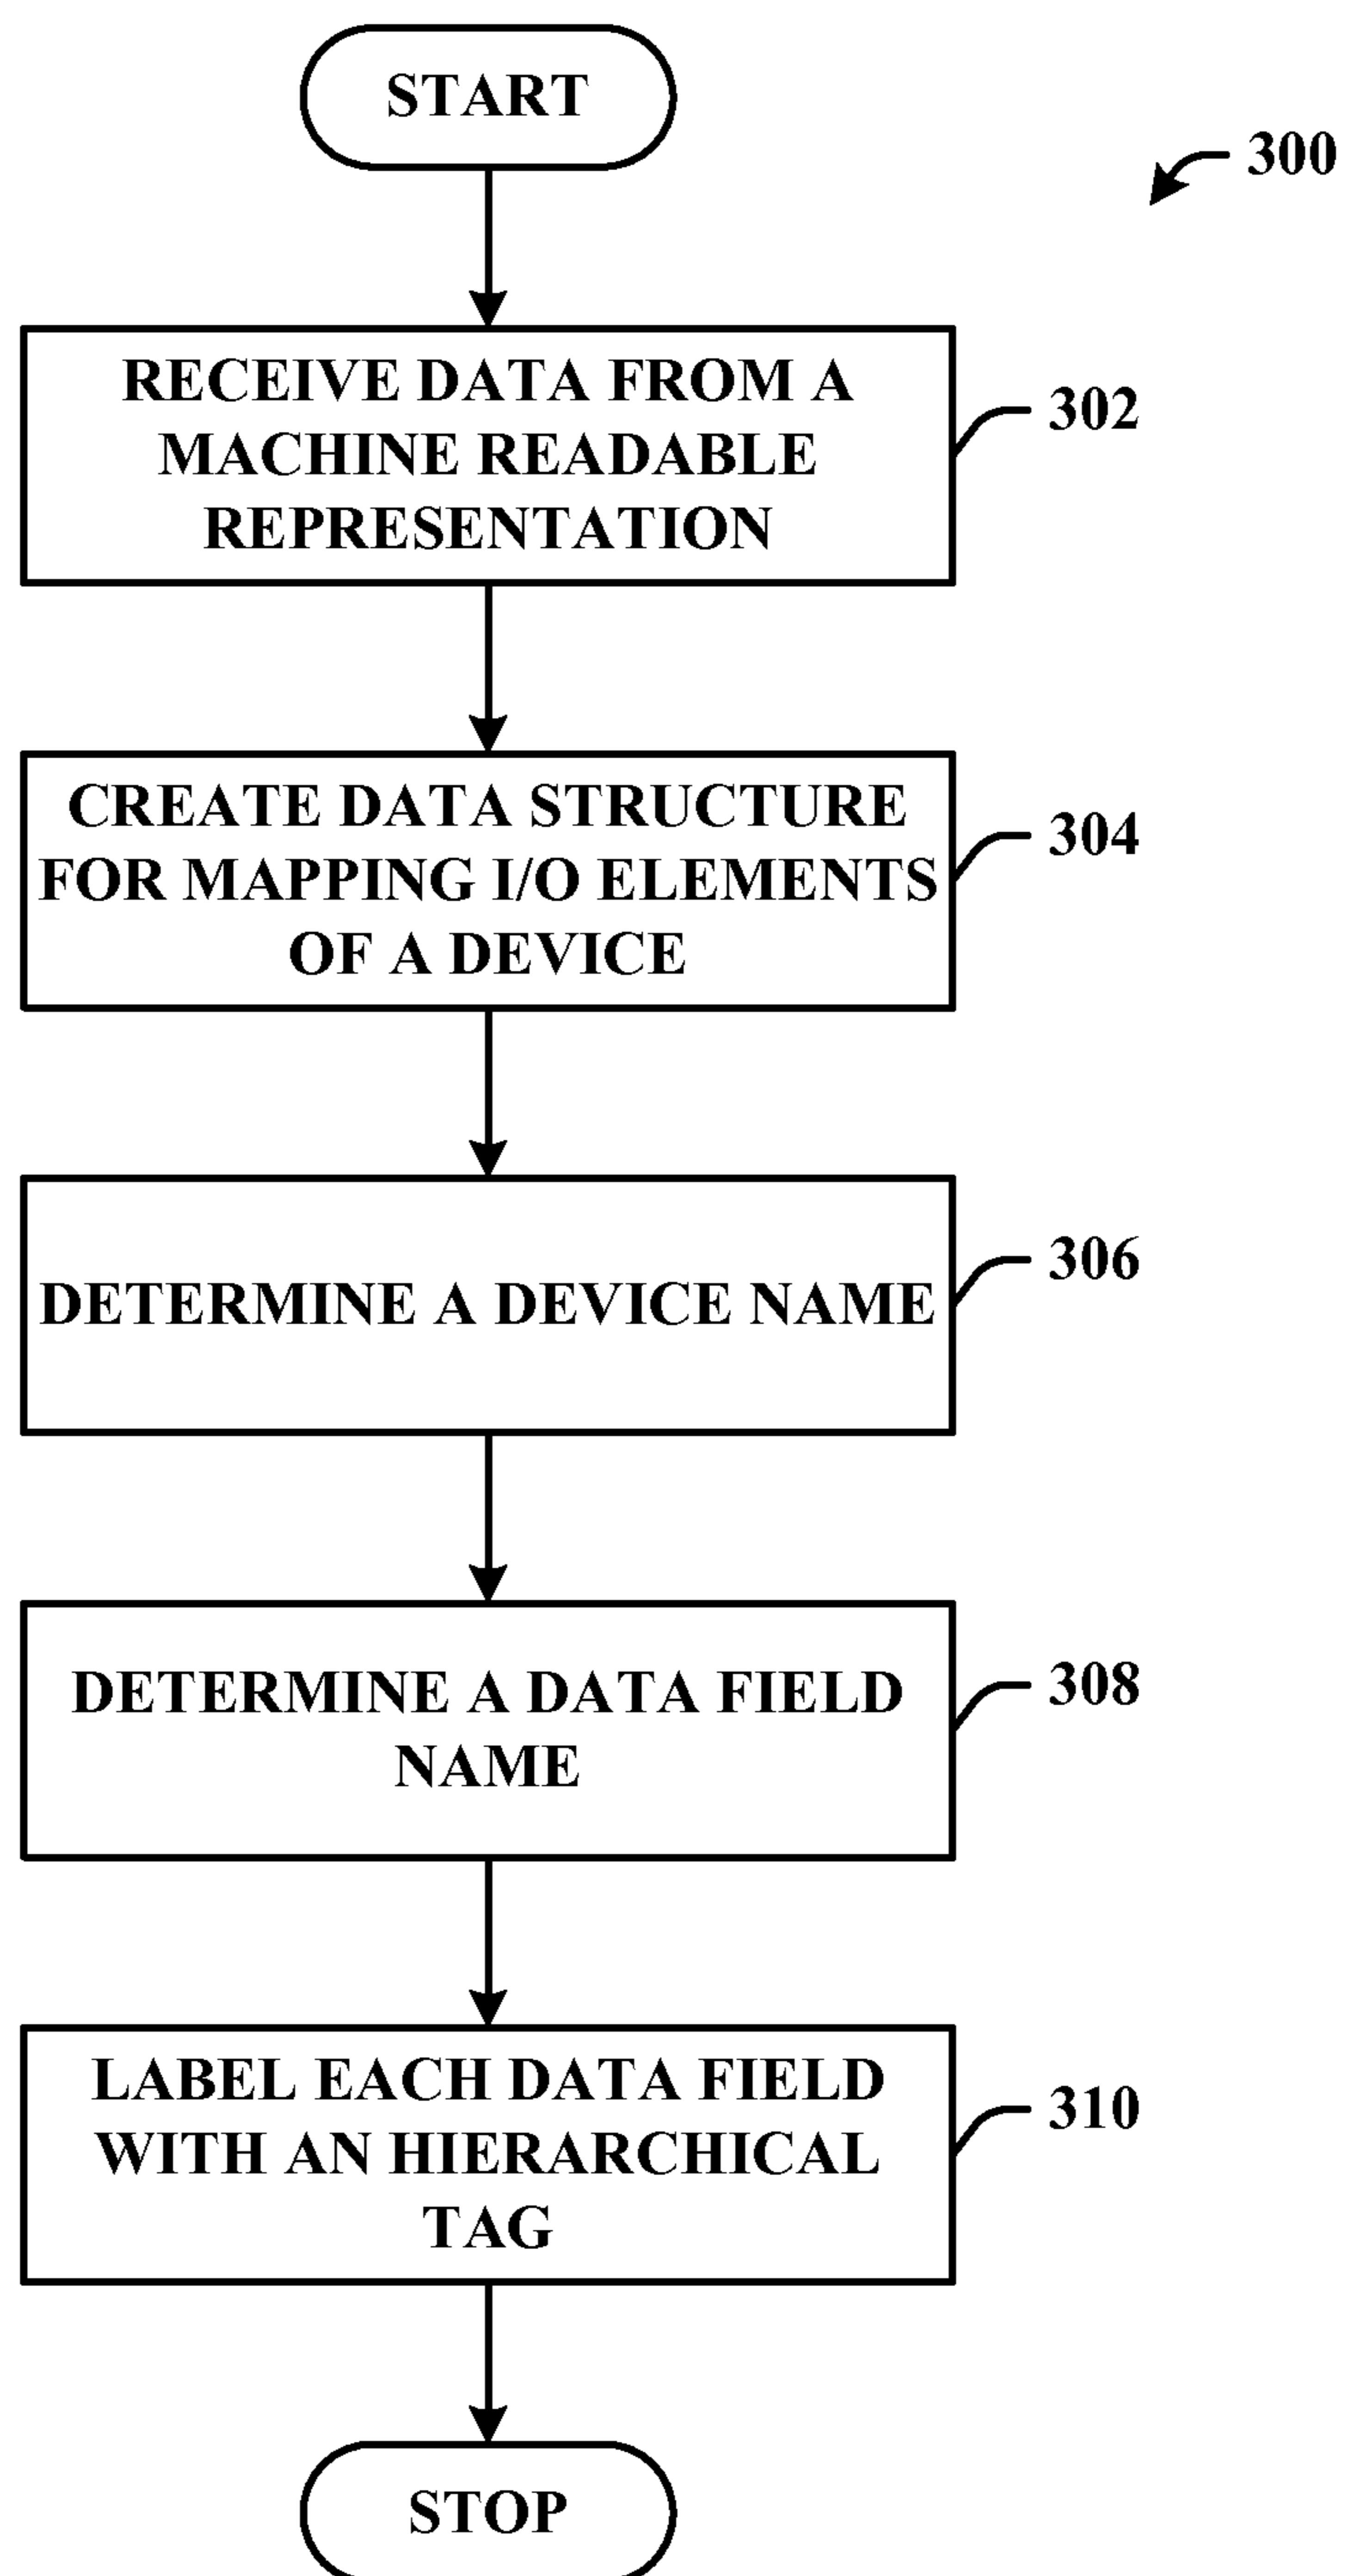 START
300
RECEIVE DATA FROM A
MACHINE READABLE
REPRESENTATION
302
CREATE DATA STRUCTURE
FOR MAPPING I/O ELEMENTS
OF A DEVICE
304
DETERMINE A DEVICE NAME
306
DETERMINE A DATA FIELD
NAME
308
LABEL EACH DATA FIELD
WITH AN HIERARCHICAL
TAG
310
STOP